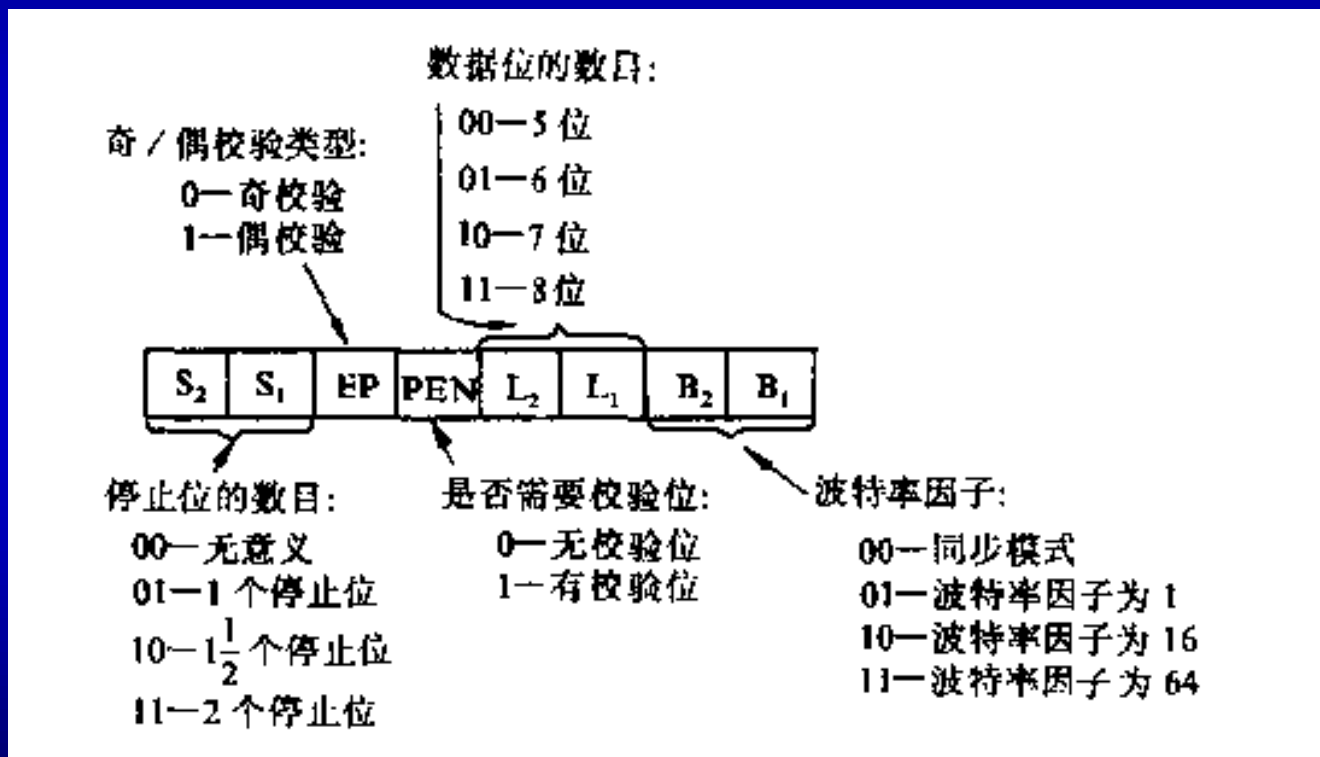 数据位的数目:
00—5 位
01—6 位
10—7 位
11—8 位
奇/偶校验类型:
0—奇校验
1—偶校验
S₂ S₁ EP PEN L₂ L₁ B₂ B₁
停止位的数目:
00—无意义
01—1 个停止位
10—1½ 个停止位
11—2 个停止位
是否需要校验位:
0—无校验位
1—有校验位
波特率因子:
00—同步模式
01—波特率因子为 1
10—波特率因子为 16
11—波特率因子为 64